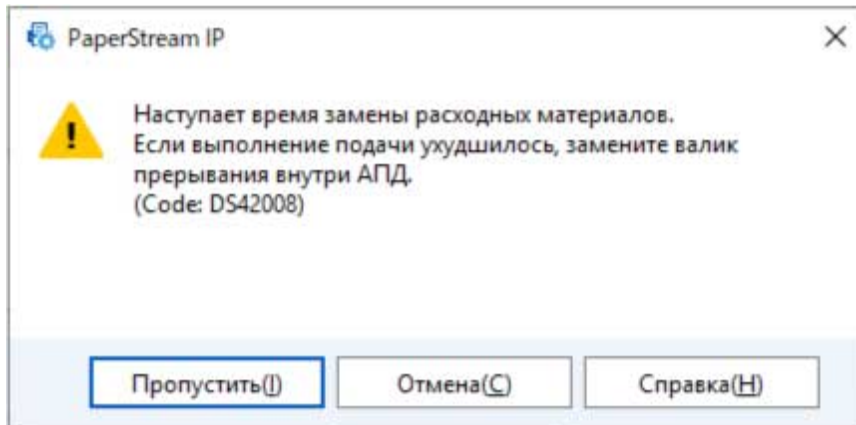 PaperStream IP
Наступает время замены расходных материалов.
Если выполнение подачи ухудшилось, замените валик
прерывания внутри АПД.
(Code: DS42008)
Пропустить(I)
Отмена(C)
Справка(H)